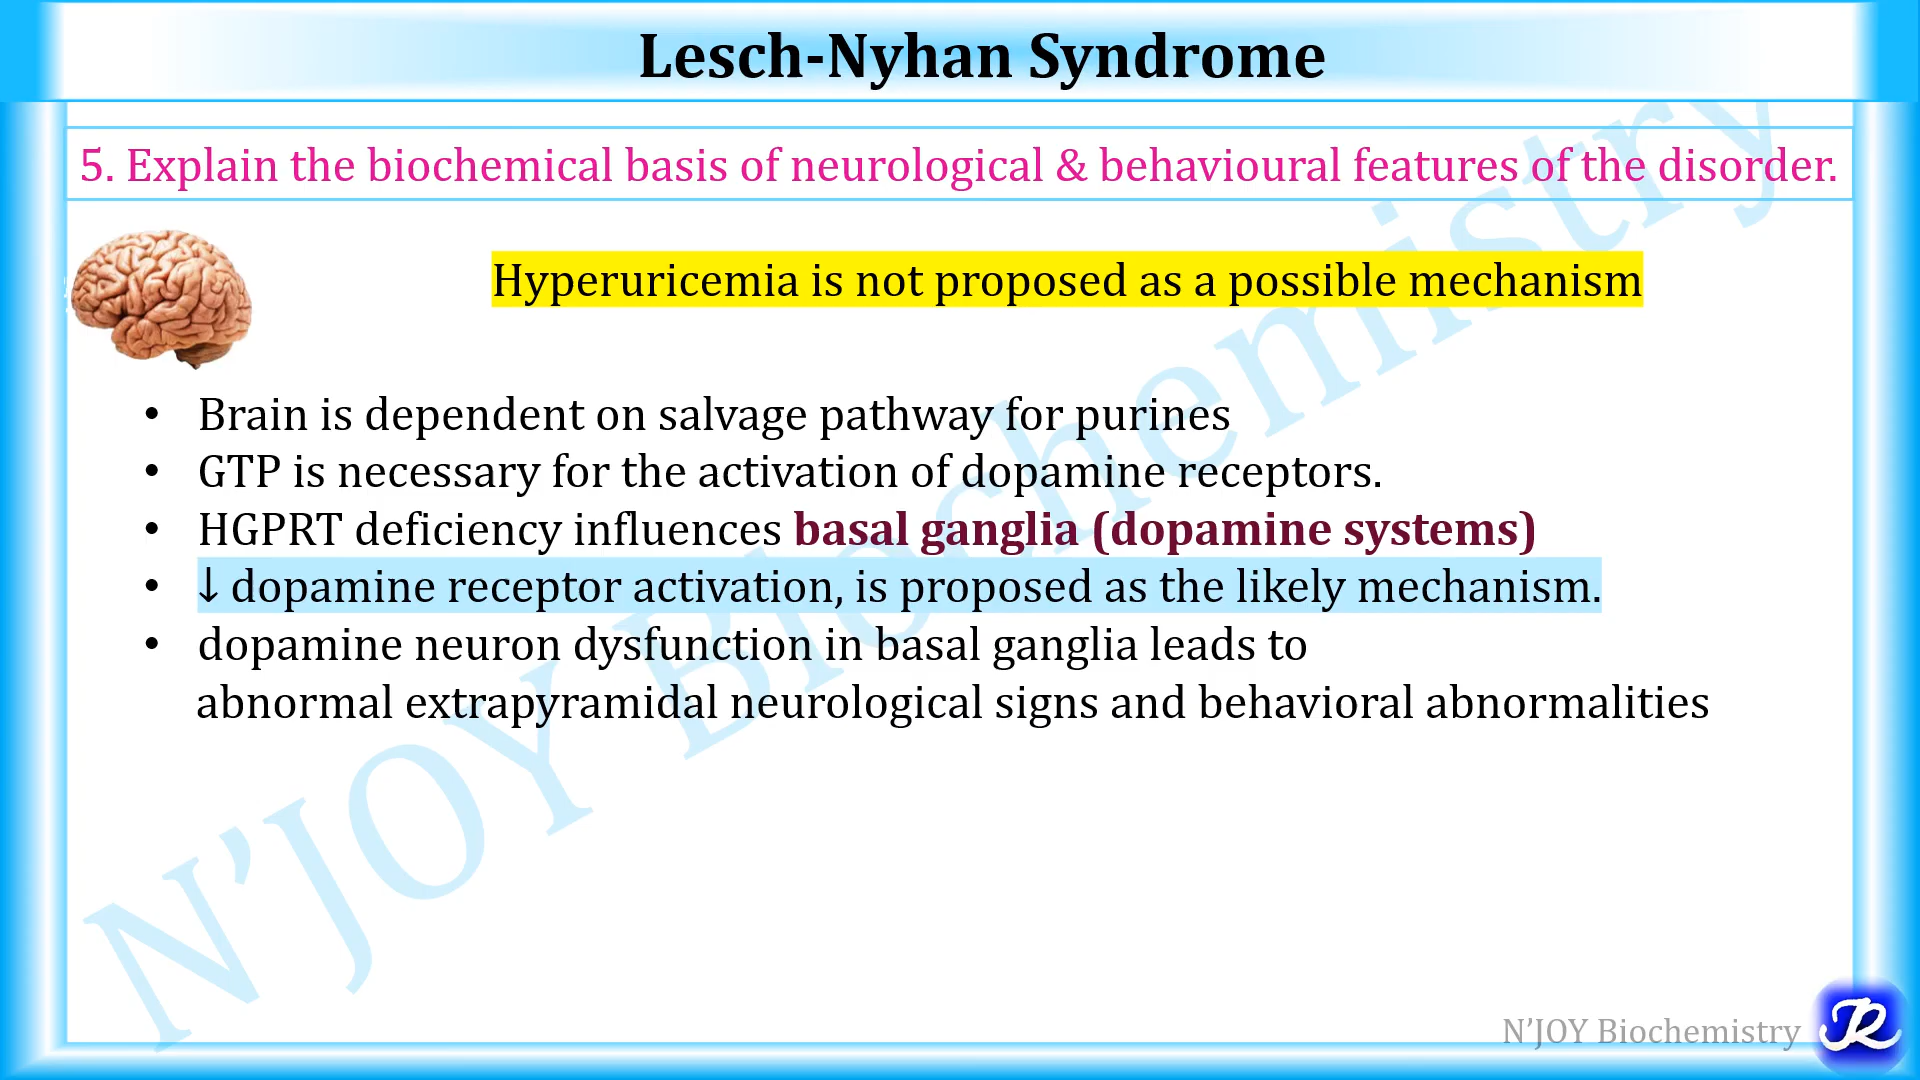 Lesch-Nyhan Syndrome
5. Explain the biochemical basis of neurological & behavioural features of the disorder.
Hyperuricemia is not proposed as a possible mechanism
• Brain is dependent on salvage pathway for purines
• GTP is necessary for the activation of dopamine receptors.
• HGPRT deficiency influences basal ganglia (dopamine systems)
• ↓ dopamine receptor activation, is proposed as the likely mechanism.
• dopamine neuron dysfunction in basal ganglia leads to
abnormal extrapyramidal neurological signs and behavioral abnormalities
N’JOY Biochemistry
N’JOY Biochemistry
JR